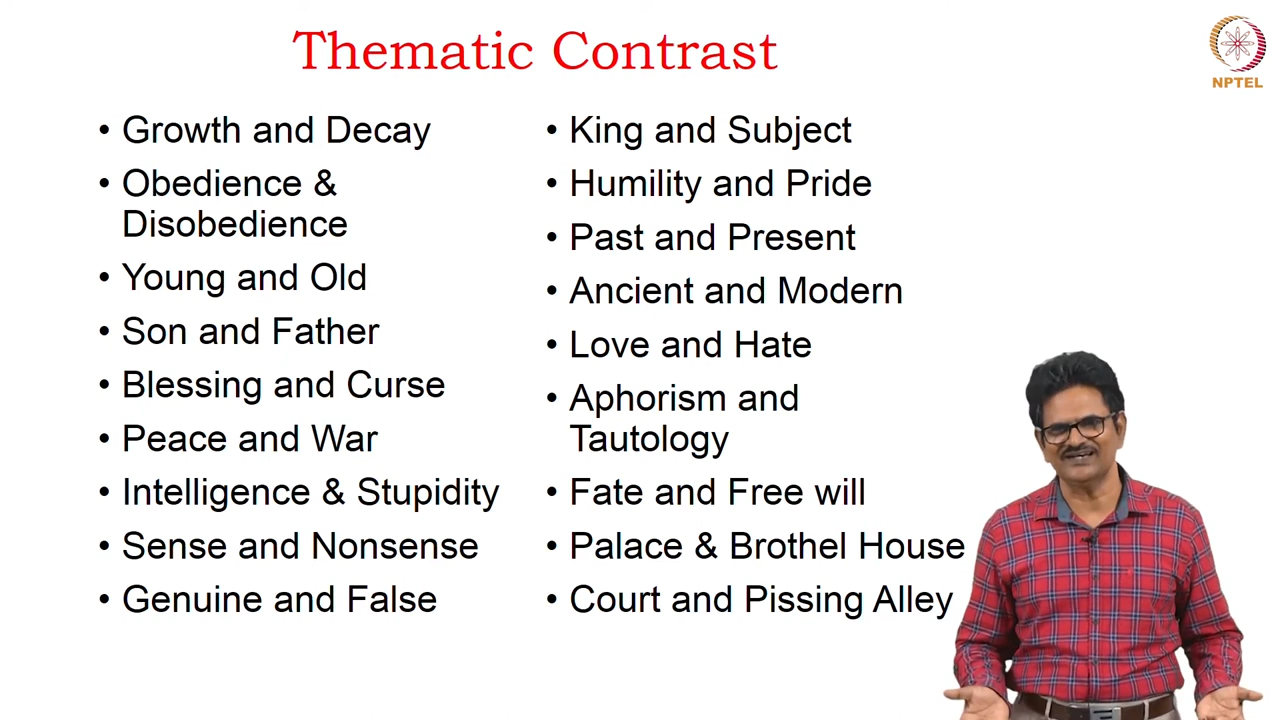 Thematic Contrast
NPTEL
• Growth and Decay
• Obedience &
Disobedience
• Young and Old
• Son and Father
• Blessing and Curse
• Peace and War
• Intelligence & Stupidity
• Sense and Nonsense
• Genuine and False
• King and Subject
• Humility and Pride
• Past and Present
• Ancient and Modern
• Love and Hate
• Aphorism and
Tautology
• Fate and Free will
• Palace & Brothel House
• Court and Pissing Alley